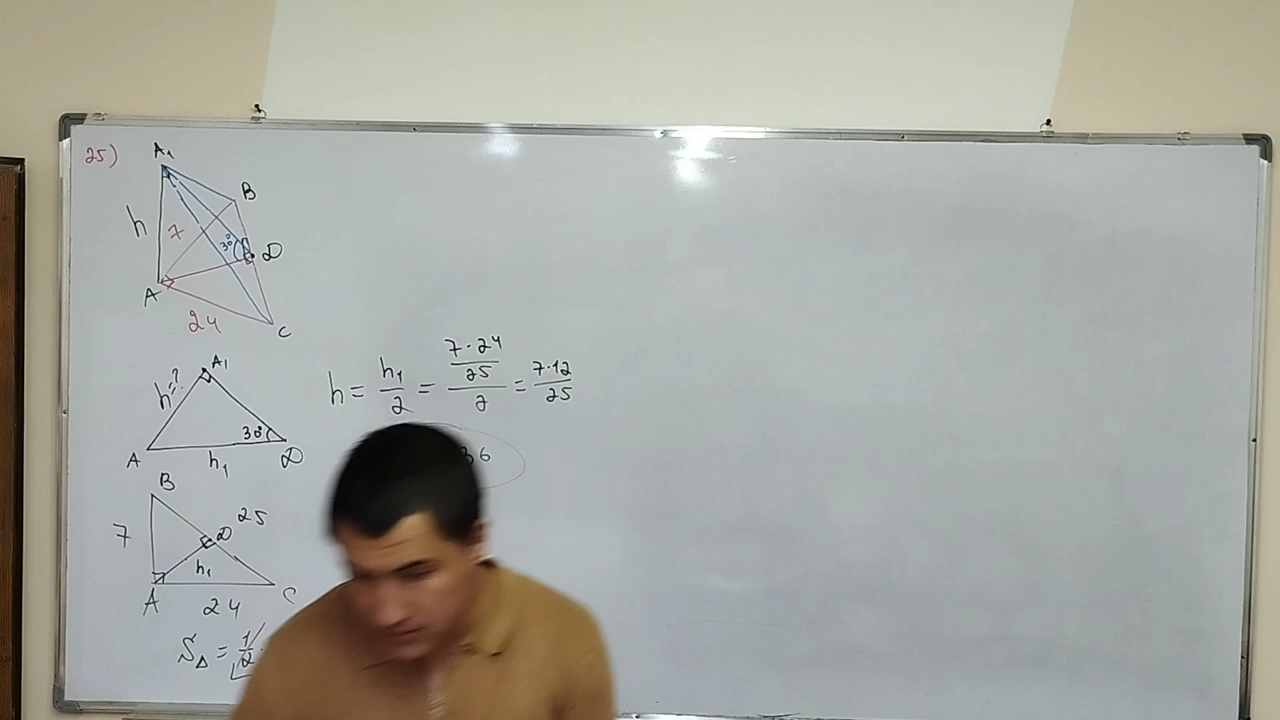 25)
A₁
B
h
7
30°
D
A
24
C
A₁
h=?
30°
A
h₁
D
h = h₁/2 = (7·24/25)/2 = 7·12/25
36
B
7
D
25
h₁
A
24
C
S△ = 1/2